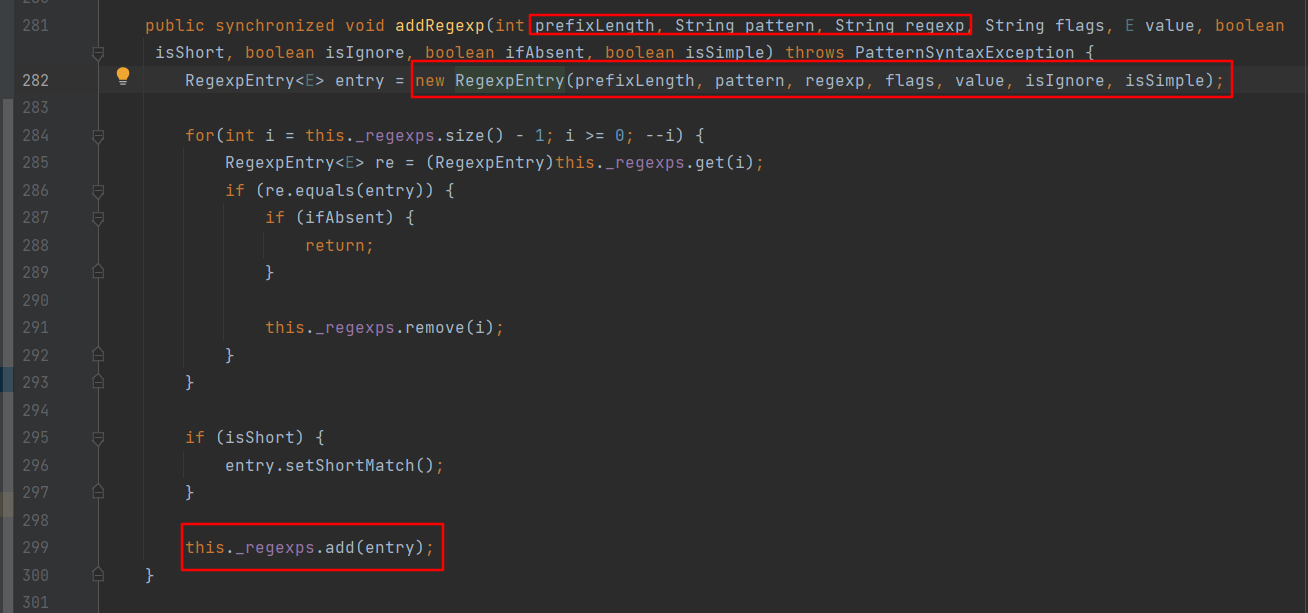 281 public synchronized void addRegexp(int prefixLength, String pattern, String regexp, String flags, E value, boolean
isShort, boolean isIgnore, boolean ifAbsent, boolean isSimple) throws PatternSyntaxException {
282 RegexpEntry<E> entry = new RegexpEntry(prefixLength, pattern, regexp, flags, value, isIgnore, isSimple);
283
284 for(int i = this._regexps.size() - 1; i >= 0; --i) {
285 RegexpEntry<E> re = (RegexpEntry)this._regexps.get(i);
286 if (re.equals(entry)) {
287 if (ifAbsent) {
288 return;
289 }
290
291 this._regexps.remove(i);
292 }
293 }
294
295 if (isShort) {
296 entry.setShortMatch();
297 }
298
299 this._regexps.add(entry);
300 }
301